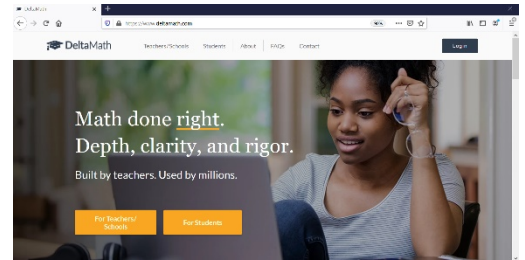 DeltaMath
https://www.deltamath.com
90%
DeltaMath
Teachers/Schools
Students
About
FAQs
Contact
Log In
Math done right.
Depth, clarity, and rigor.
Built by teachers. Used by millions.
For Teachers/
Schools
For Students